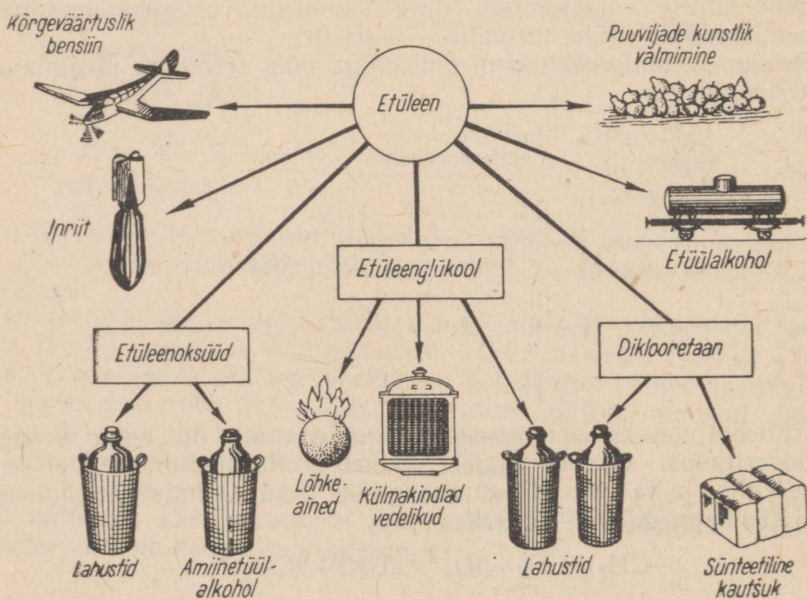 Kõrgeväärtuslik
bensiin
Etüleen
Puuviljade kunstlik
valmimine
Ipriit
Etüülalkohol
Etüleenglükool
Etüleenoksüüd
Diklooretaan
Lõhke-
ained
Külmakindlad
vedelikud
Lahustid
Amiinetüül-
alkohol
Lahustid
Sünteetiline
kautšuk